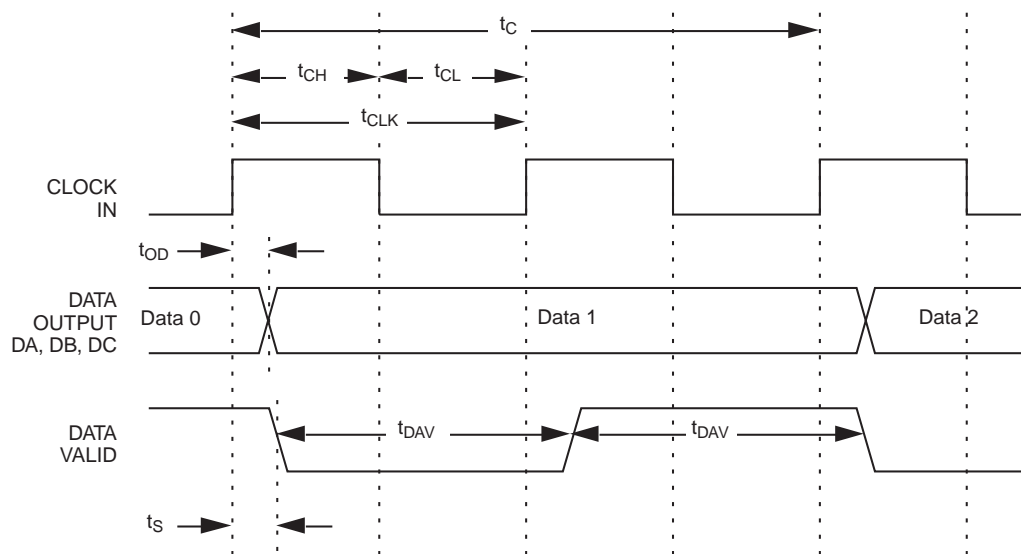 tC
tCH
tCL
tCLK
CLOCK
IN
tOD
DATA
OUTPUT
DA, DB, DC
Data 0
Data 1
Data 2
DATA
VALID
tDAV
tDAV
tS